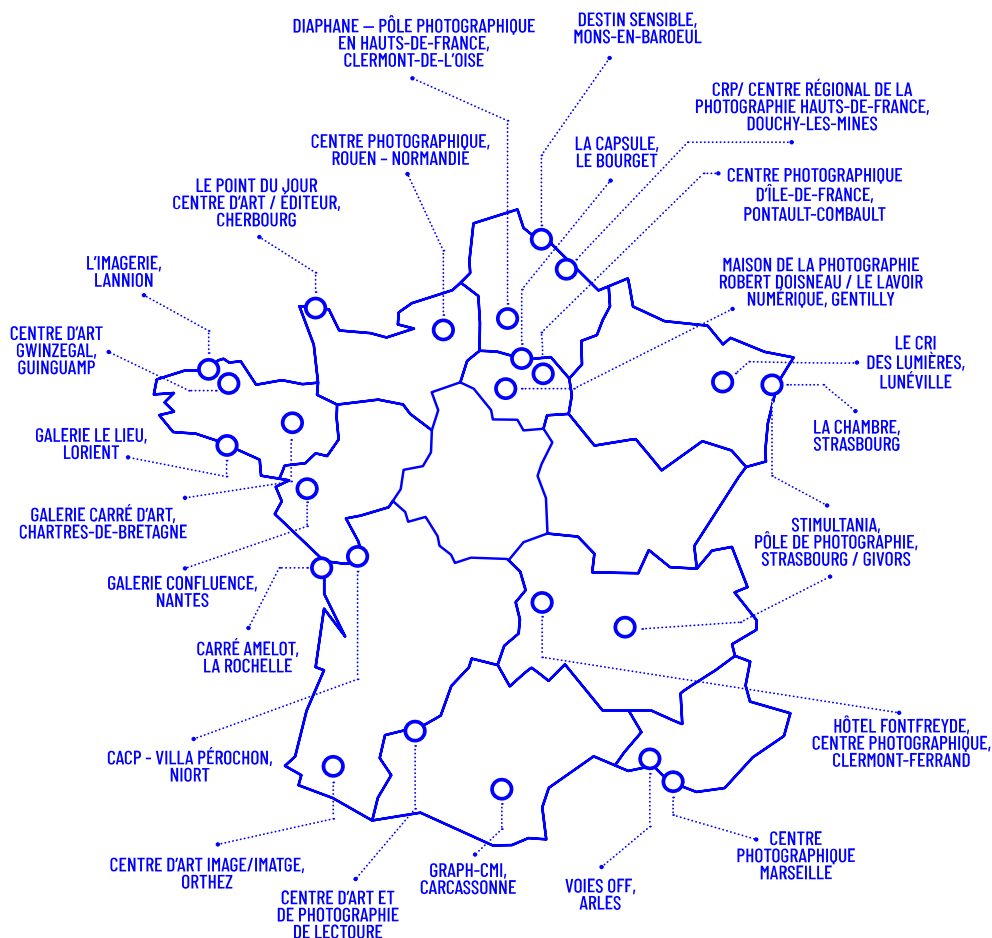 DIAPHANE – PÔLE PHOTOGRAPHIQUE
EN HAUTS-DE-FRANCE,
CLERMONT-DE-L'OISE
DESTIN SENSIBLE,
MONS-EN-BAROEUL
CRP/ CENTRE RÉGIONAL DE LA
PHOTOGRAPHIE HAUTS-DE-FRANCE,
DOUCHY-LES-MINES
CENTRE PHOTOGRAPHIQUE,
ROUEN – NORMANDIE
LA CAPSULE,
LE BOURGET
CENTRE PHOTOGRAPHIQUE
D'ÎLE-DE-FRANCE,
PONTAULT-COMBAULT
LE POINT DU JOUR
CENTRE D'ART / ÉDITEUR,
CHERBOURG
L'IMAGERIE,
LANNION
MAISON DE LA PHOTOGRAPHIE
ROBERT DOISNEAU / LE LAVOIR
NUMÉRIQUE, GENTILLY
CENTRE D'ART
GWINZEGAL,
GUINGUAMP
LE CRI
DES LUMIÈRES,
LUNÉVILLE
LA CHAMBRE,
STRASBOURG
GALERIE LE LIEU,
LORIENT
GALERIE CARRÉ D'ART,
CHARTRES-DE-BRETAGNE
STIMULTANIA,
PÔLE DE PHOTOGRAPHIE,
STRASBOURG / GIVORS
GALERIE CONFLUENCE,
NANTES
CARRÉ AMELOT,
LA ROCHELLE
HÔTEL FONTFREYDE,
CENTRE PHOTOGRAPHIQUE,
CLERMONT-FERRAND
CACP - VILLA PÉROCHON,
NIORT
CENTRE D'ART IMAGE/IMATGE,
ORTHEZ
CENTRE D'ART ET
DE PHOTOGRAPHIE
DE LECTOURE
GRAPH-CMI,
CARCASSONNE
VOIES OFF,
ARLES
CENTRE
PHOTOGRAPHIQUE
MARSEILLE